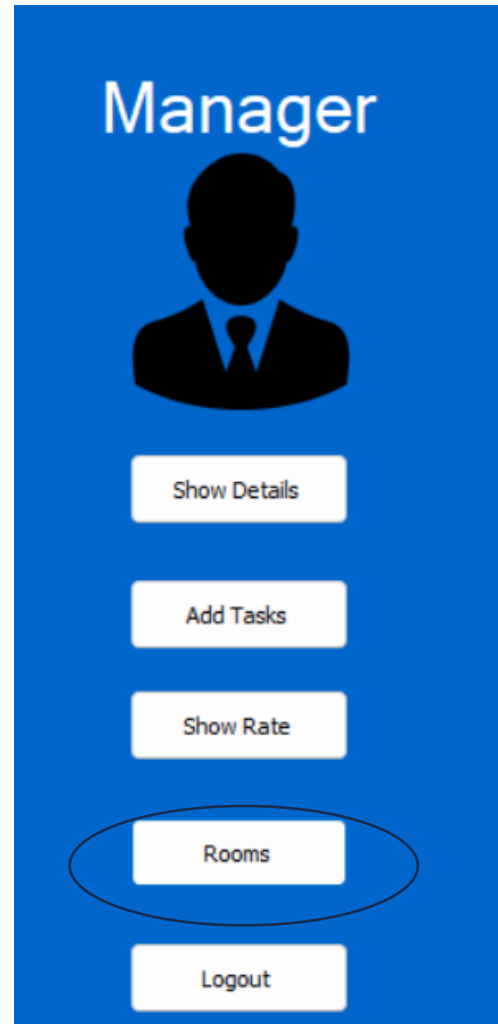 Manager
Show Details
Add Tasks
Show Rate
Rooms
Logout